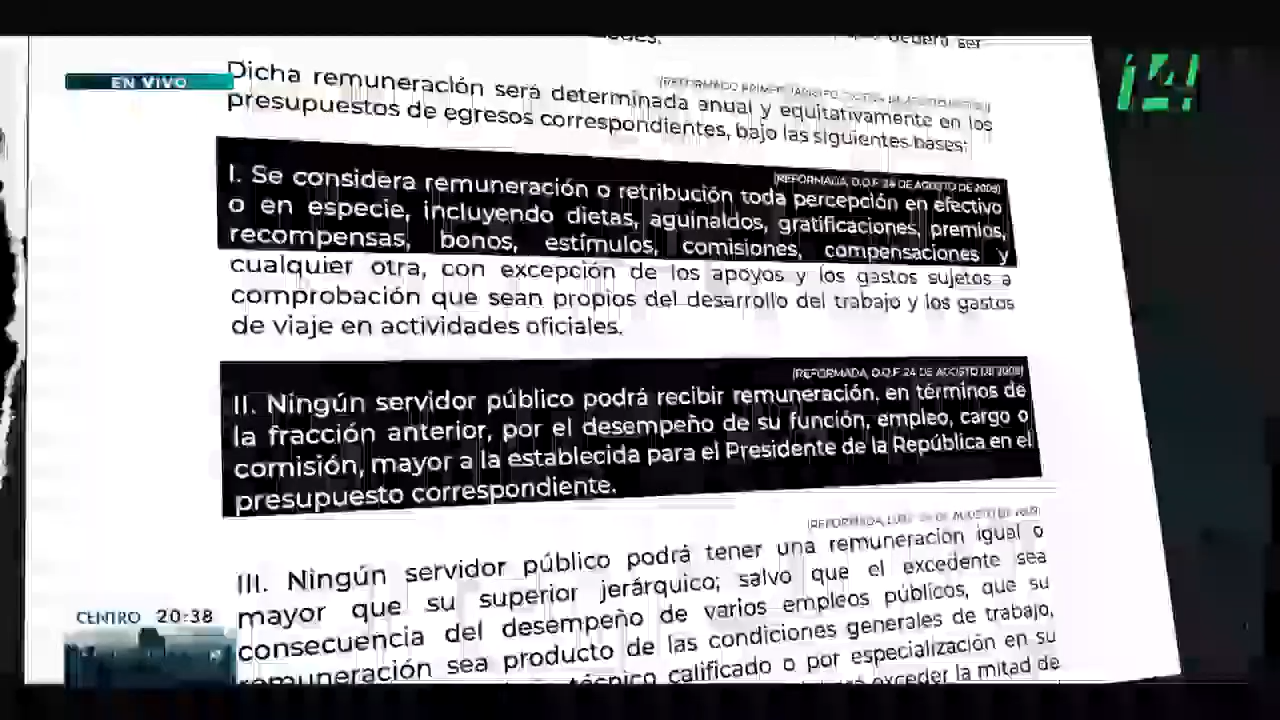 deberá ser
EN VIVO
14
Dicha remuneración será determinada anual y equitativamente en los
presupuestos de egresos correspondientes, bajo las siguientes bases:
(REFORMADA, D.O.F. 24 DE AGOSTO DE 2009)
I. Se considera remuneración o retribución toda percepción en efectivo
o en especie, incluyendo dietas, aguinaldos, gratificaciones, premios,
recompensas, bonos, estímulos, comisiones, compensaciones y
cualquier otra, con excepción de los apoyos y los gastos sujetos a
comprobación que sean propios del desarrollo del trabajo y los gastos
de viaje en actividades oficiales.
(REFORMADA, D.O.F. 24 DE AGOSTO DE 2009)
II. Ningún servidor público podrá recibir remuneración, en términos de
la fracción anterior, por el desempeño de su función, empleo, cargo o
comisión, mayor a la establecida para el Presidente de la República en el
presupuesto correspondiente.
III. Ningún servidor público podrá tener una remuneración igual o
mayor que su superior jerárquico; salvo que el excedente sea
consecuencia del desempeño de varios empleos públicos, que su
remuneración sea producto de las condiciones generales de trabajo,
técnico calificado o por especialización en su
exceder la mitad de
CENTRO 20:38